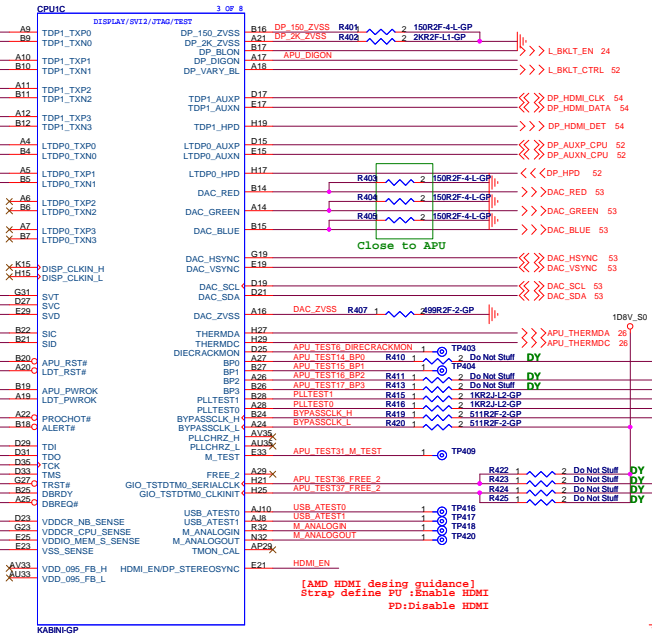 CPU1C 3 OF 8
DISPLAY/SVI2/JTAG/TEST
A9 TDP1_TXP0 DP_150_ZVSS B16 DP_150_ZVSS R401 1 2 150R2F-4-L-GP
B9 TDP1_TXN0 DP_2K_ZVSS A21 DP_2K_ZVSS R402 1 2 2KR2F-L1-GP
DP_BLON B17 L_BKLT_EN 24
A10 TDP1_TXP1 DP_DIGON A17 APU_DIGON
B10 TDP1_TXN1 DP_VARY_BL A18 L_BKLT_CTRL 52
A11 TDP1_TXP2
B11 TDP1_TXN2 TDP1_AUXP D17 DP_HDMI_CLK 54
TDP1_AUXN E17 DP_HDMI_DATA 54
A12 TDP1_TXP3
B12 TDP1_TXN3 TDP1_HPD H19 DP_HDMI_DET 54
A4 LTDP0_TXP0 LTDP0_AUXP D15 DP_AUXP_CPU 52
B4 LTDP0_TXN0 LTDP0_AUXN E15 DP_AUXN_CPU 52
A5 LTDP0_TXP1 LTDP0_HPD H17 DP_HPD 52
B5 LTDP0_TXN1 R403 1 2 150R2F-4-L-GP
DAC_RED B14 DAC_RED 53
A6 LTDP0_TXP2 R404 1 2 150R2F-4-L-GP
B6 LTDP0_TXN2 DAC_GREEN A14 DAC_GREEN 53
R405 1 2 150R2F-4-L-GP
A7 LTDP0_TXP3 DAC_BLUE B15 DAC_BLUE 53
B7 LTDP0_TXN3
Close to APU
DAC_HSYNC G19 DAC_HSYNC 53
K15 DISP_CLKIN_H DAC_VSYNC E19 DAC_VSYNC 53
H15 DISP_CLKIN_L
DAC_SCL D19 DAC_SCL 53
G31 SVT DAC_SDA D21 DAC_SDA 53
D27 SVC
E29 SVD DAC_ZVSS A16 DAC_ZVSS R407 1 2 499R2F-2-GP
1D8V_S0
B22 SIC THERMDA H27 APU_THERMDA 26
B21 SID THERMDC H29 APU_THERMDC 26
DIECRACKMON D25 APU_TEST6_DIRECRACKMON 1 TP403
B20 APU_RST# BP0 A27 APU_TEST14_BP0 R410 1 2 Do Not Stuff DY
A20 LDT_RST# BP1 B27 APU_TEST15_BP1 1 TP404
BP2 A26 APU_TEST16_BP2 R411 1 2 Do Not Stuff DY
B19 APU_PWROK BP3 B26 APU_TEST17_BP3 R413 1 2 Do Not Stuff DY
A19 LDT_PWROK PLLTEST1 B28 PLLTEST1 R415 1 2 1KR2J-L2-GP
PLLTEST0 A28 PLLTEST0 R416 1 2 1KR2J-L2-GP
A22 PROCHOT# BYPASSCLK_H B24 BYPASSCLK_H R419 1 2 511R2F-2-GP
B18 ALERT# BYPASSCLK_L A24 BYPASSCLK_L R420 1 2 511R2F-2-GP
PLLCHRZ_H AV35
D29 TDI PLLCHRZ_L AU35
D31 TDO M_TEST E33 APU_TEST31_M_TEST 1 TP409
D35 TCK
D33 TMS FREE_2 A29 R422 1 2 Do Not Stuff DY
G27 TRST# GIO_TSTDTM0_SERIALCLK H21 APU_TEST36_FREE_2 R423 1 2 Do Not Stuff DY
B25 DBRDY GIO_TSTDTM0_CLKINIT H25 APU_TEST37_FREE_2 R424 1 2 Do Not Stuff DY
A25 DBREQ# R425 1 2 Do Not Stuff DY
USB_ATEST0 AJ10 USB_ATEST0 1 TP416
D23 VDDCR_NB_SENSE USB_ATEST1 AJ8 USB_ATEST1 1 TP417
G23 VDDCR_CPU_SENSE M_ANALOGIN R32 M_ANALOGIN 1 TP418
E25 VDDIO_MEM_S_SENSE M_ANALOGOUT N32 M_ANALOGOUT 1 TP420
E23 VSS_SENSE TMON_CAL AP29
AV33 VDD_095_FB_H HDMI_EN/DP_STEREOSYNC E21 HDMI_EN
AU33 VDD_095_FB_L
[AMD HDMI desing guidance]
Strap define PU :Enable HDMI
PD:Disable HDMI
KABINI-GP